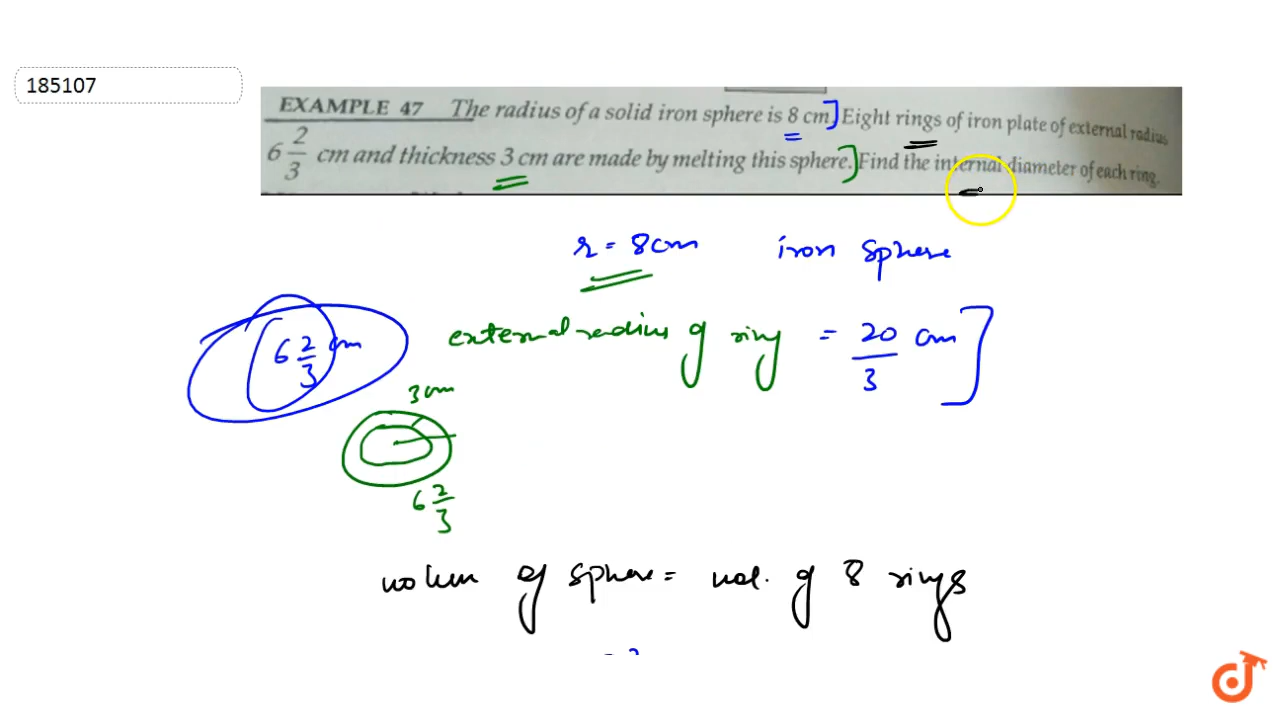 185107
EXAMPLE 47 The radius of a solid iron sphere is 8 cm. Eight rings of iron plate of external radius
6 2/3 cm and thickness 3 cm are made by melting this sphere. Find the internal diameter of each ring.
r = 8cm iron sphere
6 2/3 cm external radius of ring = 20/3 cm
3cm
6 2/3
volum of sphere = vol. of 8 rings